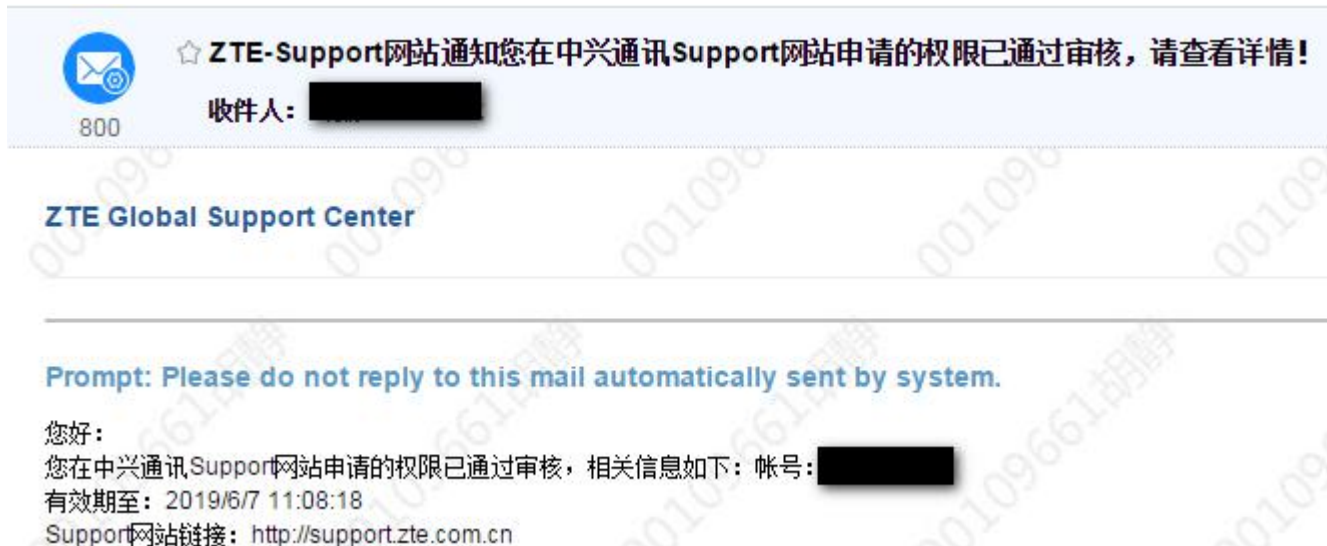 ZTE-Support网站通知您在中兴通讯Support网站申请的权限已通过审核，请查看详情！
收件人：
800
ZTE Global Support Center
Prompt: Please do not reply to this mail automatically sent by system.
您好：
您在中兴通讯Support网站申请的权限已通过审核，相关信息如下：帐号：
有效期至：2019/6/7 11:08:18
Support网站链接：http://support.zte.com.cn